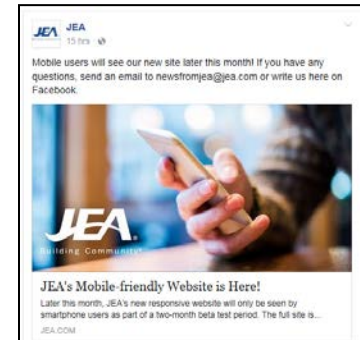 JEA
JEA
15 hrs
Mobile users will see our new site later this month! If you have any
questions, send an email to newsfromjea@jea.com or write us here on
Facebook.
JEA
Building Community
JEA's Mobile-friendly Website is Here!
Later this month, JEA's new responsive website will only be seen by
smartphone users as part of a two-month beta test period. The full site is...
JEA.COM